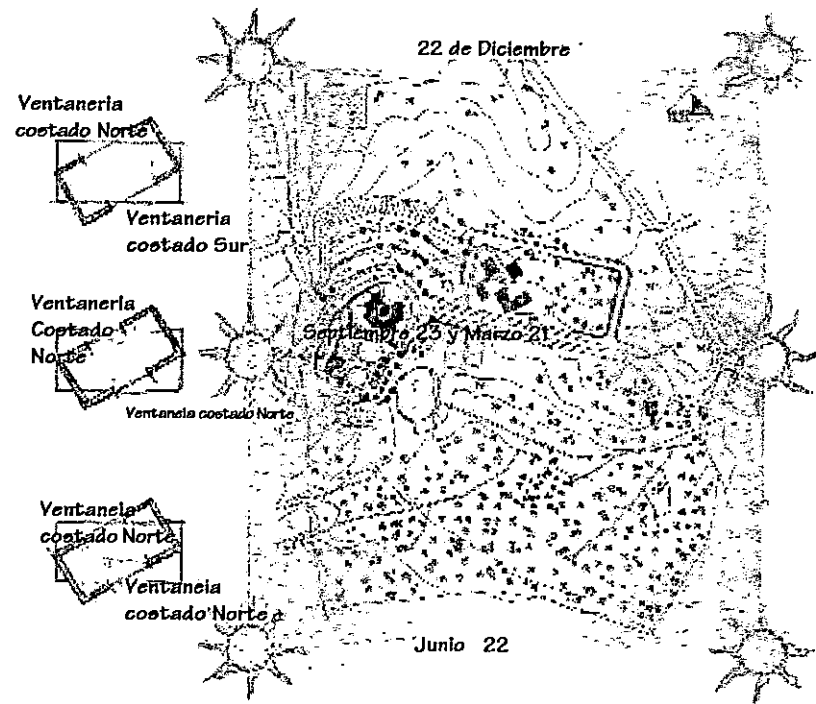 22 de Diciembre
Ventaneria
costado Norte
Ventaneria
costado Sur
Ventaneria
Costado
Norte
Septiembre 23 y Marzo 21
Ventaneia costado Norte
Ventaneia
costado Norte
Ventaneia
costado Norte
Junio 22